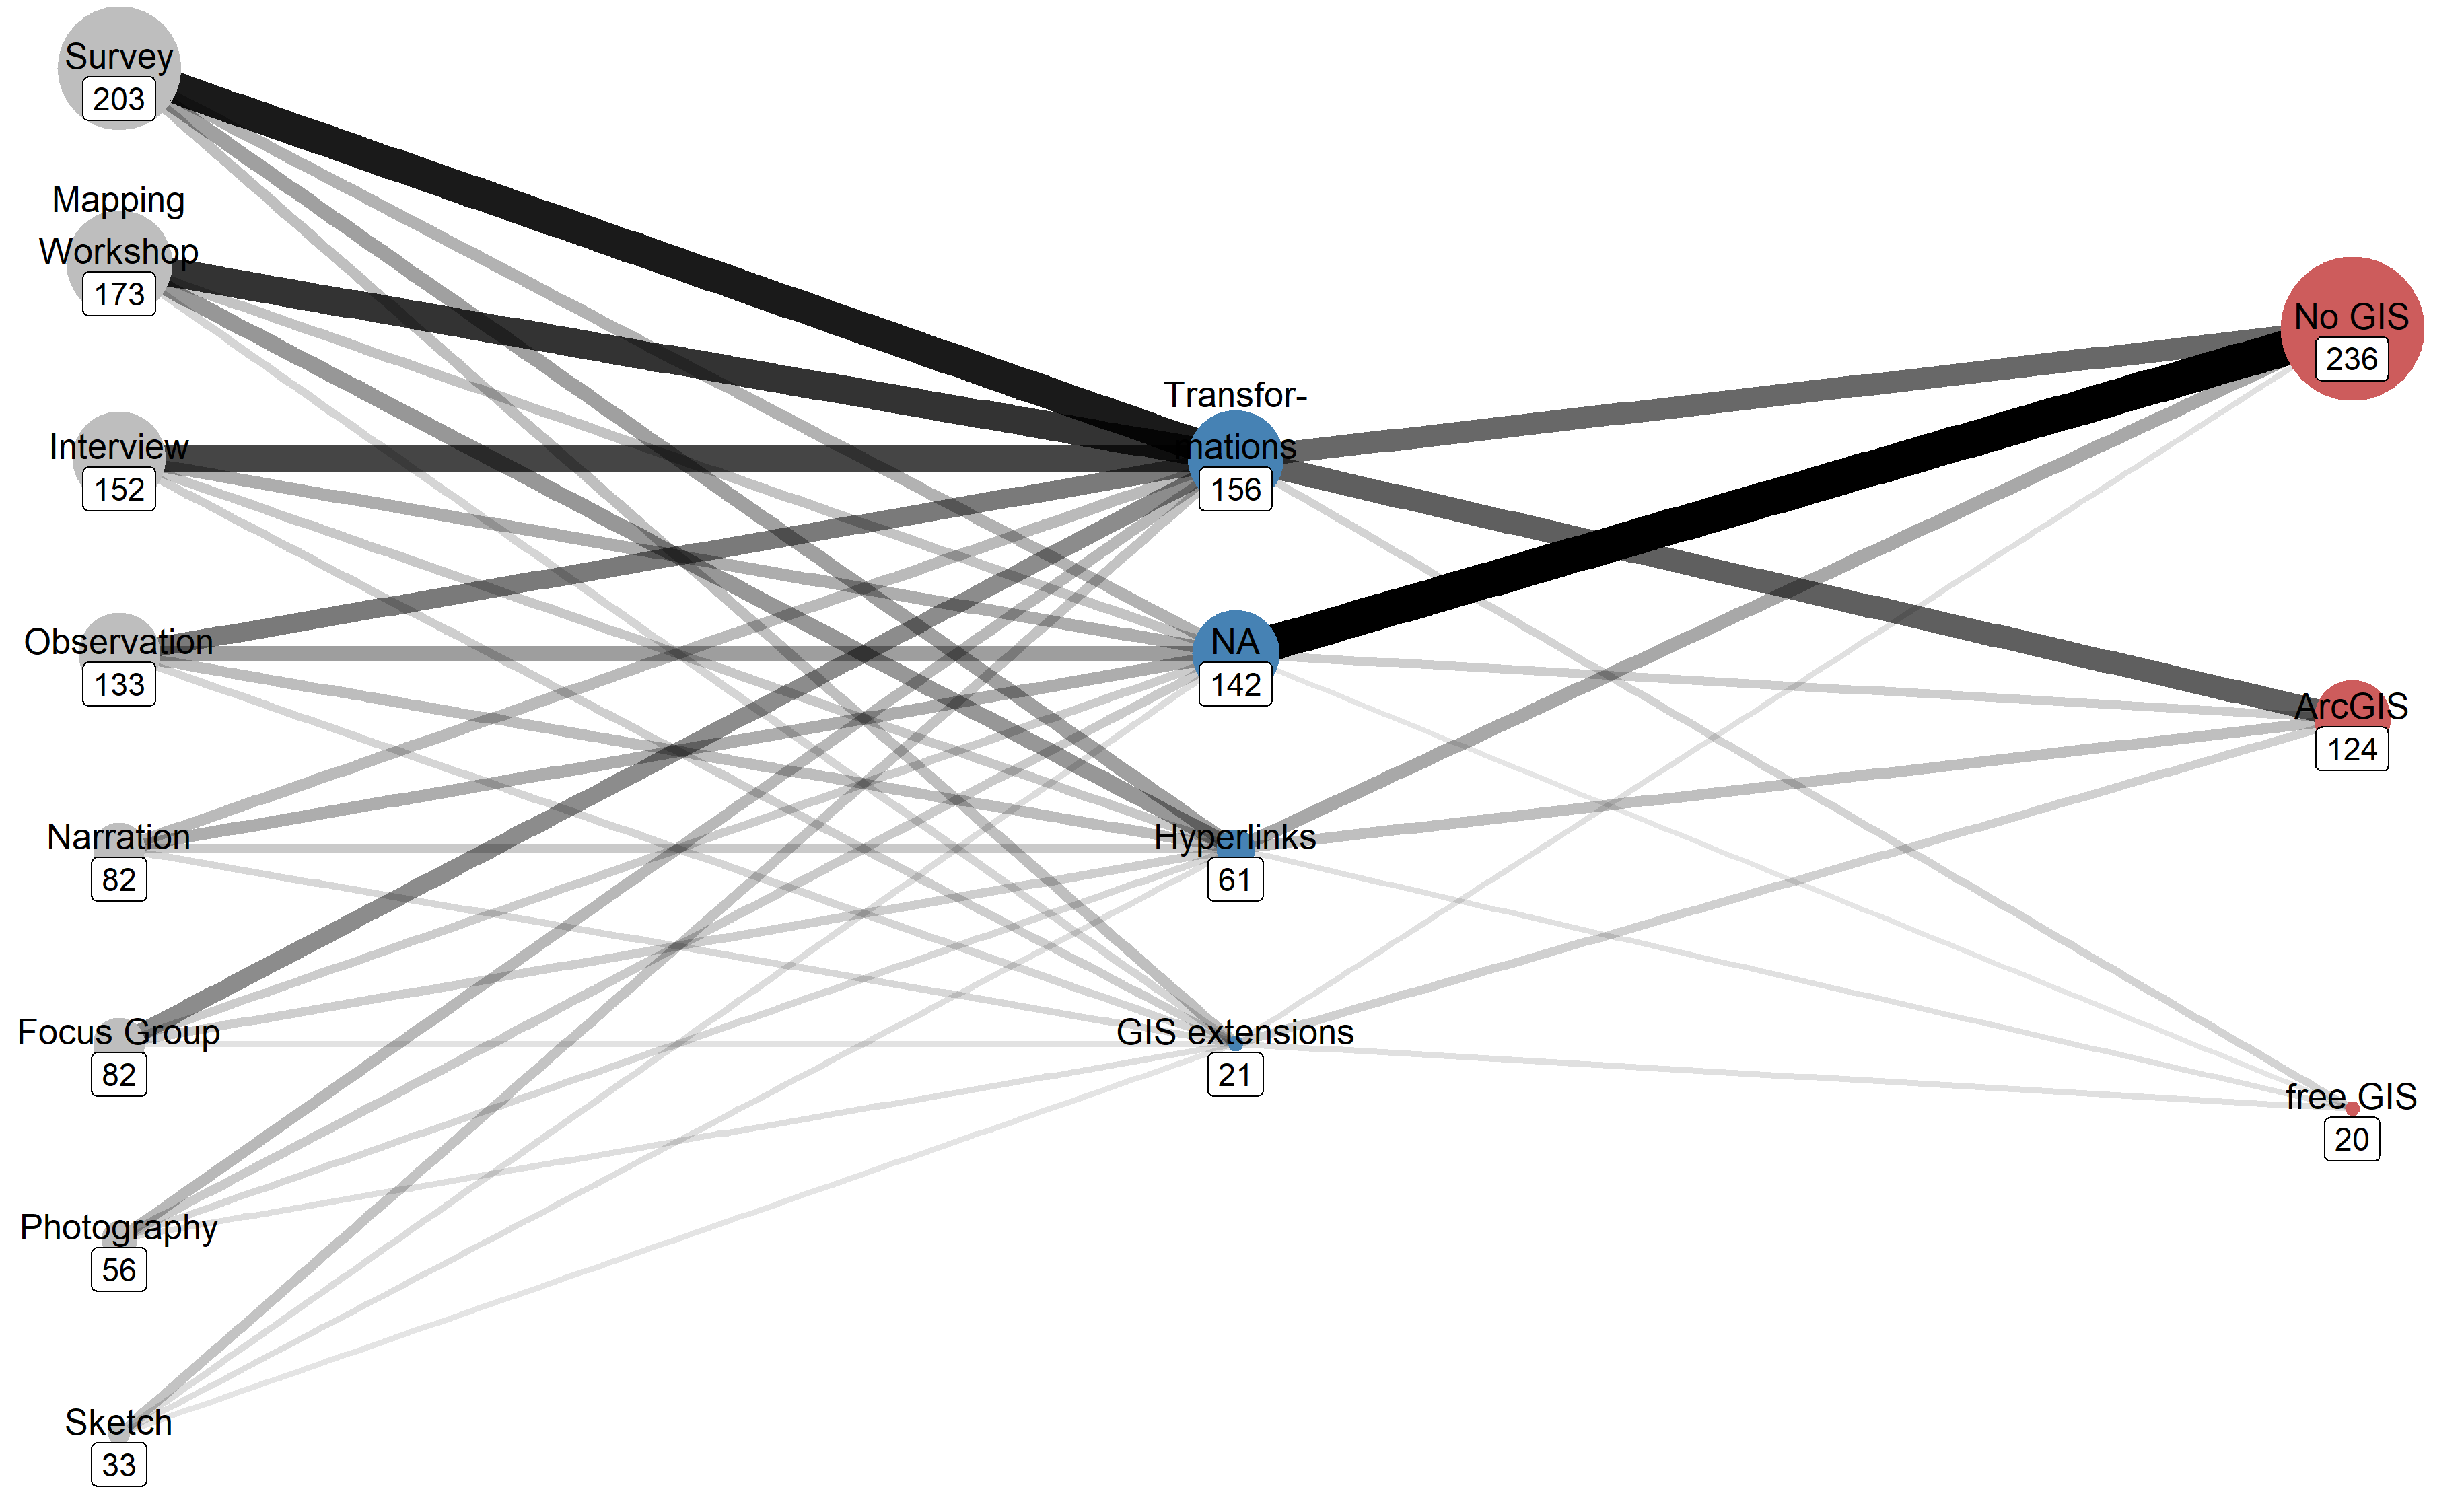 Survey
203
Mapping
Workshop
173
Interview
152
Observation
133
Narration
82
Focus Group
82
Photography
56
Sketch
33
Transfor-
mations
156
NA
142
Hyperlinks
61
GIS extensions
21
No GIS
236
ArcGIS
124
free GIS
20